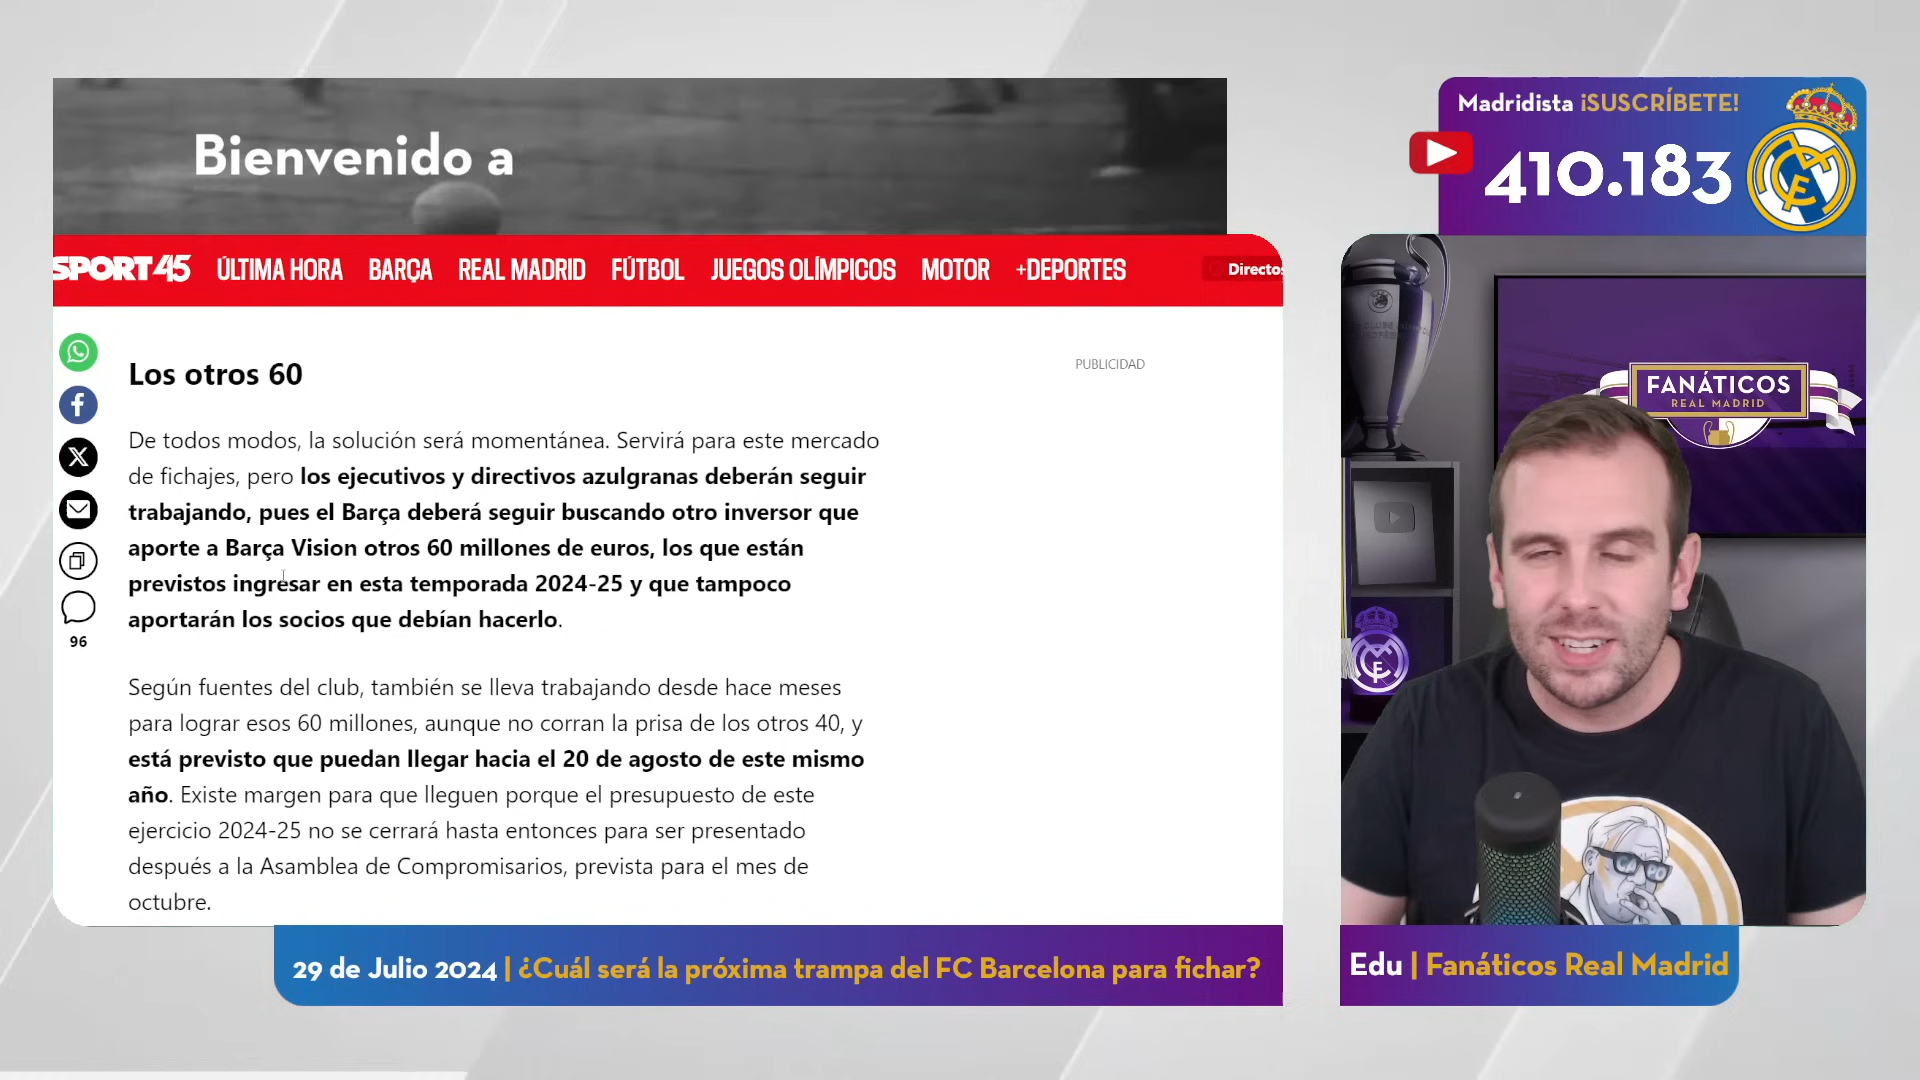 Bienvenido a
Madridista ¡SUSCRÍBETE!
410.183
SPORT 45
ÚLTIMA HORA
BARÇA
REAL MADRID
FÚTBOL
JUEGOS OLÍMPICOS
MOTOR
+DEPORTES
Directos
Los otros 60
PUBLICIDAD
De todos modos, la solución será momentánea. Servirá para este mercado
de fichajes, pero los ejecutivos y directivos azulgranas deberán seguir
trabajando, pues el Barça deberá seguir buscando otro inversor que
aporte a Barça Vision otros 60 millones de euros, los que están
previstos ingresar en esta temporada 2024-25 y que tampoco
aportarán los socios que debían hacerlo.
96
Según fuentes del club, también se lleva trabajando desde hace meses
para lograr esos 60 millones, aunque no corran la prisa de los otros 40, y
está previsto que puedan llegar hacia el 20 de agosto de este mismo
año. Existe margen para que lleguen porque el presupuesto de este
ejercicio 2024-25 no se cerrará hasta entonces para ser presentado
después a la Asamblea de Compromisarios, prevista para el mes de
octubre.
FANÁTICOS
REAL MADRID
29 de Julio 2024 | ¿Cuál será la próxima trampa del FC Barcelona para fichar?
Edu | Fanáticos Real Madrid